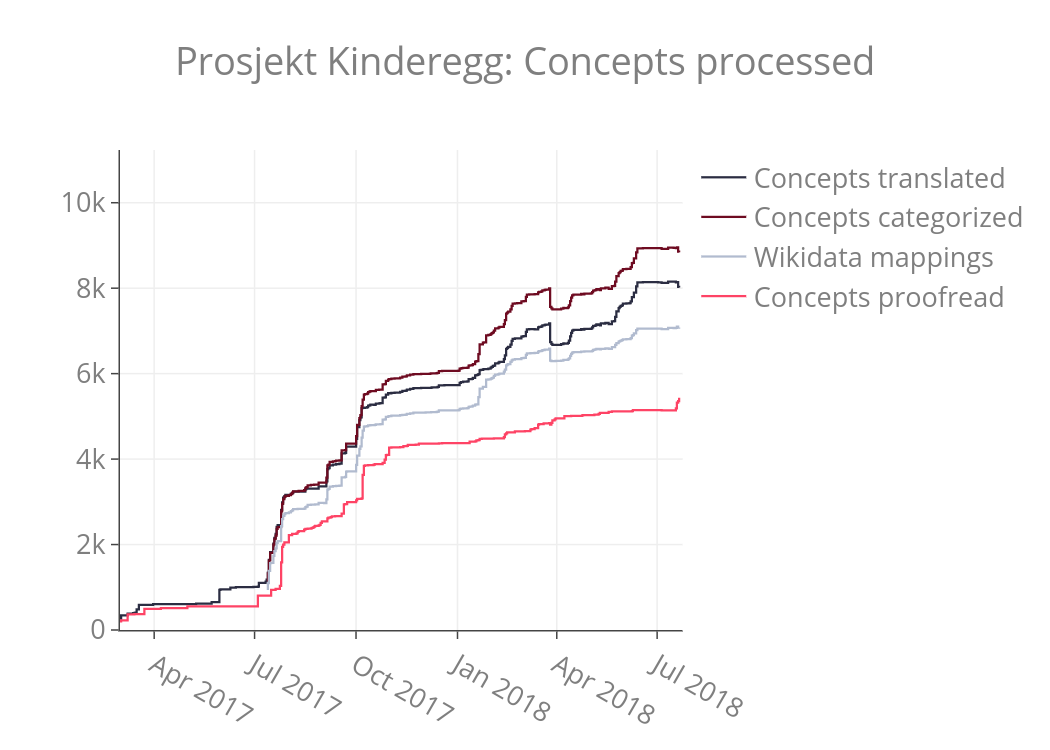 Prosjekt Kinderegg: Concepts processed
10k
8k
6k
4k
2k
0
Apr 2017
Jul 2017
Oct 2017
Jan 2018
Apr 2018
Jul 2018
Concepts translated
Concepts categorized
Wikidata mappings
Concepts proofread